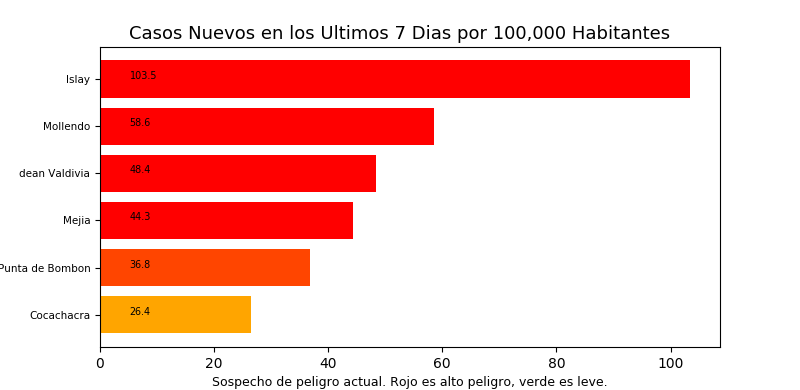 Casos Nuevos en los Ultimos 7 Dias por 100,000 Habitantes
Islay 103.5
Mollendo 58.6
dean Valdivia 48.4
Mejia 44.3
Punta de Bombon 36.8
Cocachacra 26.4
0 20 40 60 80 100
Sospecho de peligro actual. Rojo es alto peligro, verde es leve.